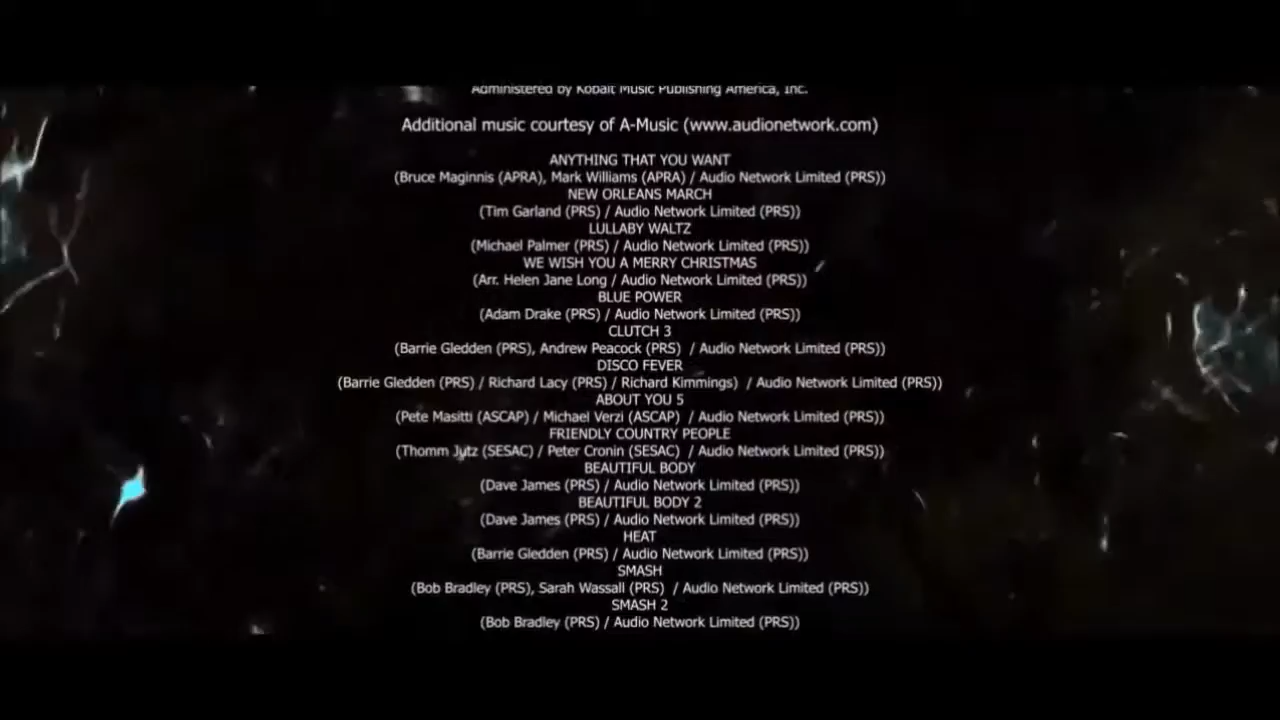 Administered by Kobalt Music Publishing America, Inc.
Additional music courtesy of A-Music (www.audionetwork.com)
ANYTHING THAT YOU WANT
(Bruce Maginnis (APRA), Mark Williams (APRA) / Audio Network Limited (PRS))
NEW ORLEANS MARCH
(Tim Garland (PRS) / Audio Network Limited (PRS))
LULLABY WALTZ
(Michael Palmer (PRS) / Audio Network Limited (PRS))
WE WISH YOU A MERRY CHRISTMAS
(Arr. Helen Jane Long / Audio Network Limited (PRS))
BLUE POWER
(Adam Drake (PRS) / Audio Network Limited (PRS))
CLUTCH 3
(Barrie Gledden (PRS), Andrew Peacock (PRS)  / Audio Network Limited (PRS))
DISCO FEVER
(Barrie Gledden (PRS) / Richard Lacy (PRS) / Richard Kimmings)  / Audio Network Limited (PRS))
ABOUT YOU 5
(Pete Masitti (ASCAP) / Michael Verzi (ASCAP)  / Audio Network Limited (PRS))
FRIENDLY COUNTRY PEOPLE
(Thomm Jutz (SESAC) / Peter Cronin (SESAC)  / Audio Network Limited (PRS))
BEAUTIFUL BODY
(Dave James (PRS) / Audio Network Limited (PRS))
BEAUTIFUL BODY 2
(Dave James (PRS) / Audio Network Limited (PRS))
HEAT
(Barrie Gledden (PRS) / Audio Network Limited (PRS))
SMASH
(Bob Bradley (PRS), Sarah Wassall (PRS)  / Audio Network Limited (PRS))
SMASH 2
(Bob Bradley (PRS) / Audio Network Limited (PRS))